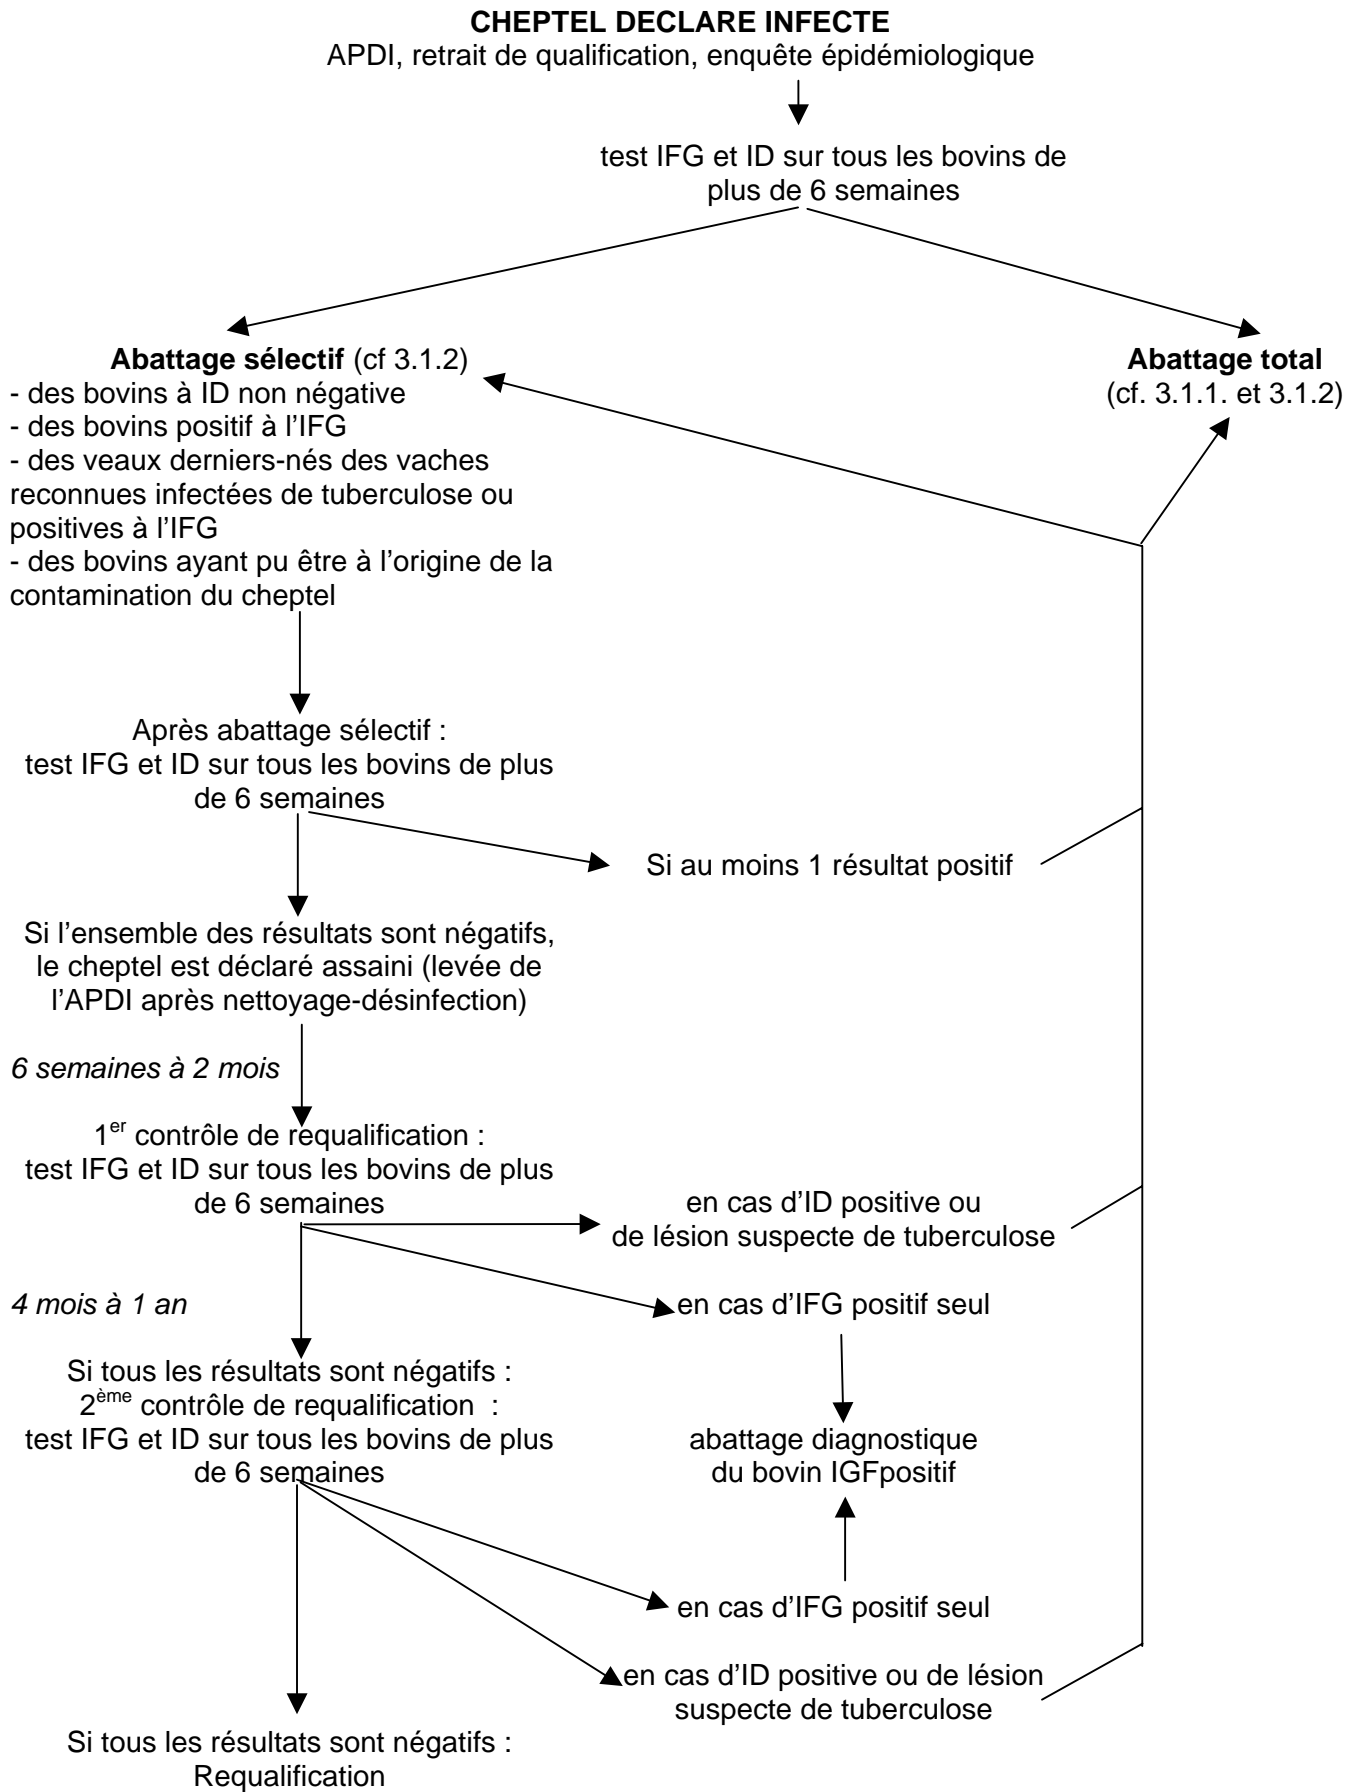 CHEPTEL DECLARE INFECTE
APDI, retrait de qualification, enquête épidémiologique
test IFG et ID sur tous les bovins de
plus de 6 semaines
Abattage sélectif (cf 3.1.2)
- des bovins à ID non négative
- des bovins positif à l’IFG
- des veaux derniers-nés des vaches
reconnues infectées de tuberculose ou
positives à l’IFG
- des bovins ayant pu être à l’origine de la
contamination du cheptel
Abattage total
(cf. 3.1.1. et 3.1.2)
Après abattage sélectif :
test IFG et ID sur tous les bovins de plus
de 6 semaines
Si au moins 1 résultat positif
Si l’ensemble des résultats sont négatifs,
le cheptel est déclaré assaini (levée de
l’APDI après nettoyage-désinfection)
6 semaines à 2 mois
1er contrôle de requalification :
test IFG et ID sur tous les bovins de plus
de 6 semaines
en cas d’ID positive ou
de lésion suspecte de tuberculose
4 mois à 1 an
en cas d’IFG positif seul
Si tous les résultats sont négatifs :
2ème contrôle de requalification :
test IFG et ID sur tous les bovins de plus
de 6 semaines
abattage diagnostique
du bovin IGFpositif
en cas d’IFG positif seul
en cas d’ID positive ou de lésion
suspecte de tuberculose
Si tous les résultats sont négatifs :
Requalification